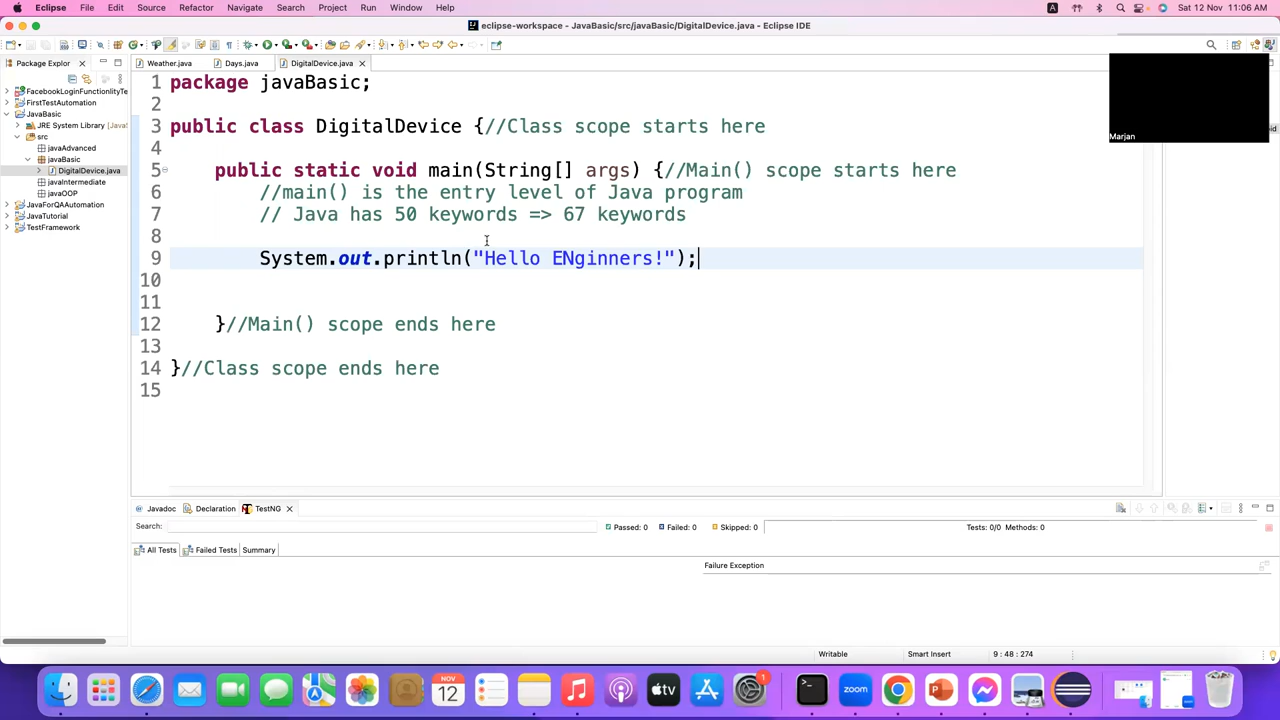 Eclipse File Edit Source Refactor Navigate Search Project Run Window Help
Sat 12 Nov 11:06 AM
eclipse-workspace - JavaBasic/src/javaBasic/DigitalDevice.java - Eclipse IDE
Package Explorer
Weather.java Days.java DigitalDevice.java
FacebookLoginFunctionlityTe
FirstTestAutomation
JavaBasic
JRE System Library [Java
src
javaAdvanced
javaBasic
DigitalDevice.java
javaIntermediate
javaOOP
JavaForQAAutomation
JavaTutorial
TestFramework
1 package javaBasic;
2
3 public class DigitalDevice {//Class scope starts here
4
5 public static void main(String[] args) {//Main() scope starts here
6 //main() is the entry level of Java program
7 // Java has 50 keywords => 67 keywords
8
9 System.out.println("Hello ENginners!");
10
11
12 }//Main() scope ends here
13
14 }//Class scope ends here
15
Marjan
Javadoc Declaration TestNG
Search: Passed: 0 Failed: 0 Skipped: 0 Tests: 0/0 Methods: 0
All Tests Failed Tests Summary
Failure Exception
Writable Smart Insert 9 : 48 : 274
NOV
12
tv
1
zoom